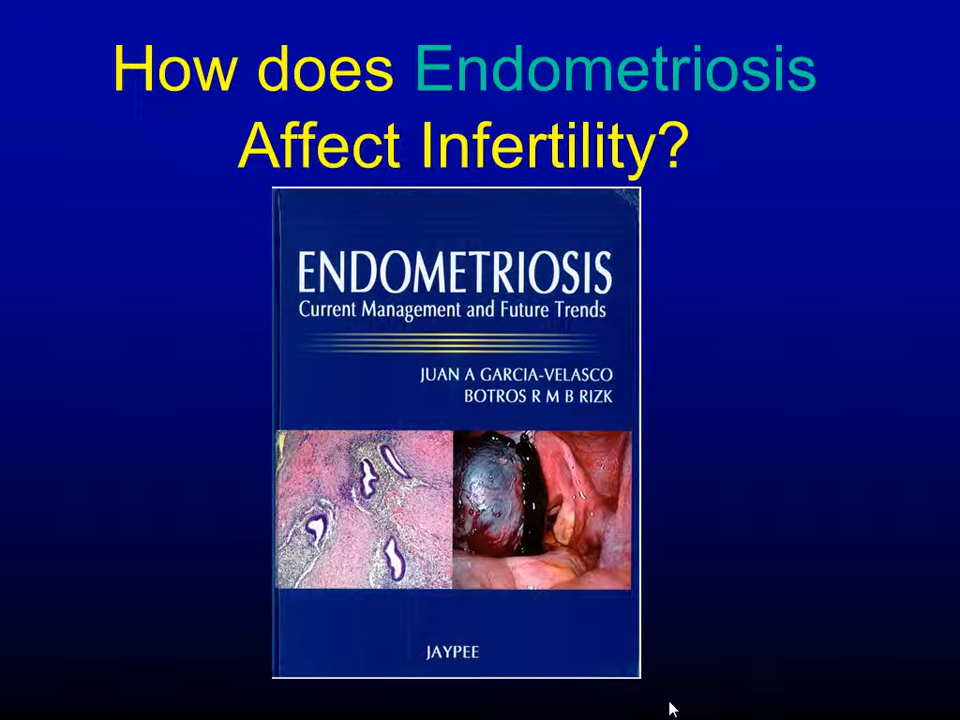 How does Endometriosis
Affect Infertility?
ENDOMETRIOSIS
Current Management and Future Trends
JUAN A GARCIA-VELASCO
BOTROS R M B RIZK
JAYPEE